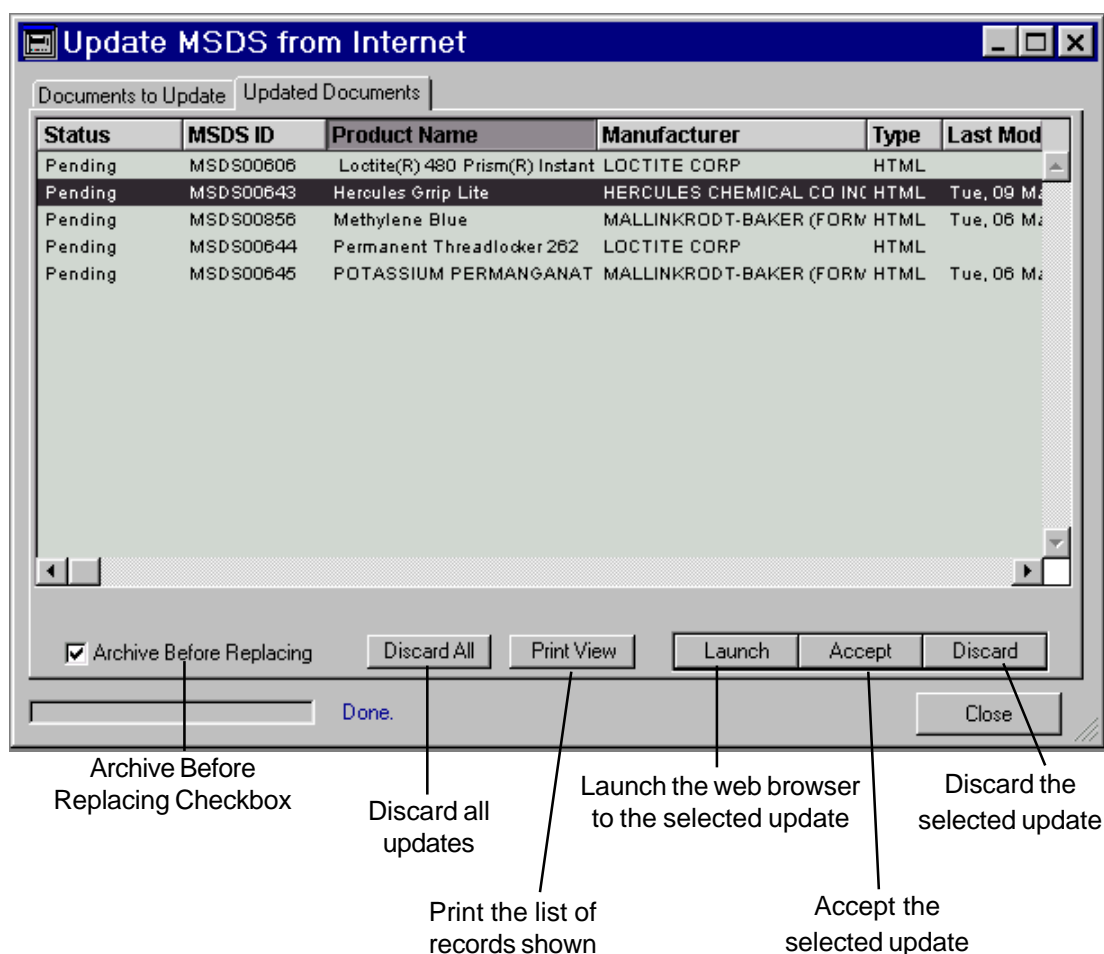 Update MSDS from Internet
Documents to Update Updated Documents
Status MSDS ID Product Name Manufacturer Type Last Mod
Pending MSDS00606 Loctite(R) 480 Prism(R) Instant LOCTITE CORP HTML
Pending MSDS00643 Hercules Grrip Lite HERCULES CHEMICAL CO INC HTML Tue, 09 Ma
Pending MSDS00856 Methylene Blue MALLINKRODT-BAKER (FORM HTML Tue, 06 Ma
Pending MSDS00644 Permanent Threadlocker 262 LOCTITE CORP HTML
Pending MSDS00645 POTASSIUM PERMANGANAT MALLINKRODT-BAKER (FORM HTML Tue, 06 Ma
Archive Before Replacing Discard All Print View Launch Accept Discard
Done. Close
Archive Before
Replacing Checkbox
Discard all
updates
Launch the web browser
to the selected update
Discard the
selected update
Print the list of
records shown
Accept the
selected update